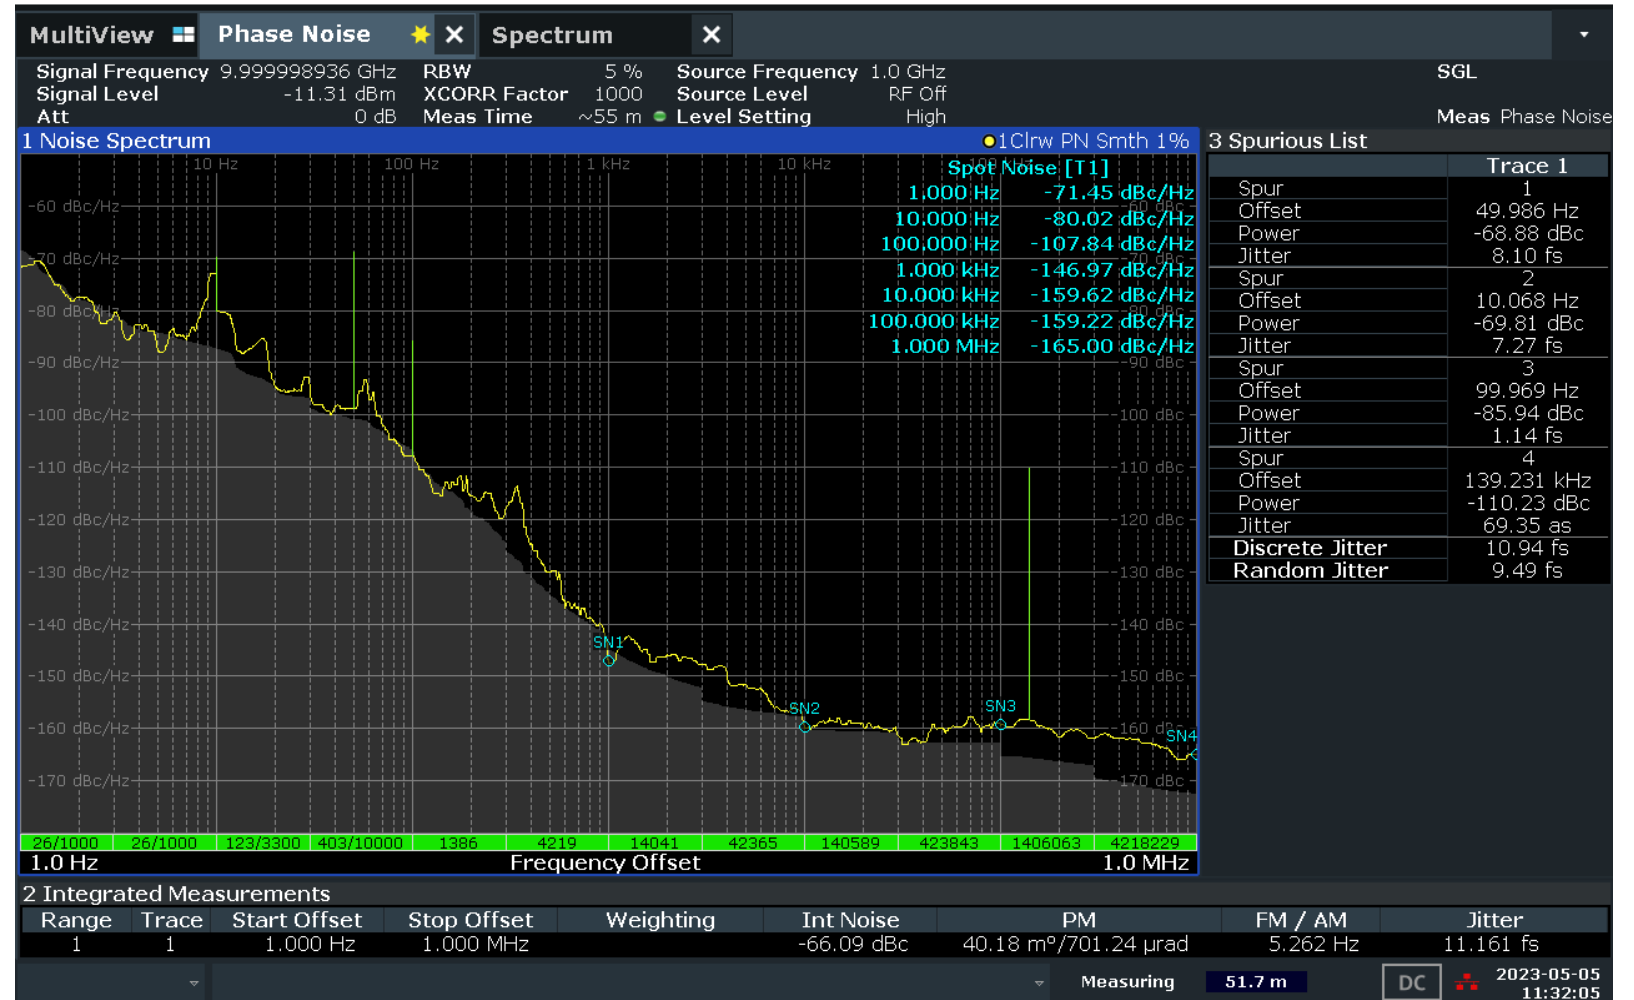 MultiView Phase Noise Spectrum
Signal Frequency 9.999998936 GHz RBW 5 % Source Frequency 1.0 GHz SGL
Signal Level -11.31 dBm XCORR Factor 1000 Source Level RF Off
Att 0 dB Meas Time ~55 m Level Setting High Meas Phase Noise
1 Noise Spectrum 1Clrw PN Smth 1%
10 Hz 100 Hz 1 kHz 10 kHz
Spot Noise [T1]
1.000 Hz -71.45 dBc/Hz
10.000 Hz -80.02 dBc/Hz
100.000 Hz -107.84 dBc/Hz
1.000 kHz -146.97 dBc/Hz
10.000 kHz -159.62 dBc/Hz
100.000 kHz -159.22 dBc/Hz
1.000 MHz -165.00 dBc/Hz
-60 dBc/Hz -60 dBc
-70 dBc/Hz -70 dBc
-80 dBc/Hz -80 dBc
-90 dBc/Hz -90 dBc
-100 dBc/Hz -100 dBc
-110 dBc/Hz -110 dBc
-120 dBc/Hz -120 dBc
-130 dBc/Hz -130 dBc
-140 dBc/Hz -140 dBc
SN1
-150 dBc/Hz -150 dBc
SN2 SN3
-160 dBc/Hz -160 dBc
SN4
-170 dBc/Hz -170 dBc
26/1000 26/1000 123/3300 403/10000 1386 4219 14041 42365 140589 423843 1406063 4218229
1.0 Hz Frequency Offset 1.0 MHz
3 Spurious List
Trace 1
Spur 1
Offset 49.986 Hz
Power -68.88 dBc
Jitter 8.10 fs
Spur 2
Offset 10.068 Hz
Power -69.81 dBc
Jitter 7.27 fs
Spur 3
Offset 99.969 Hz
Power -85.94 dBc
Jitter 1.14 fs
Spur 4
Offset 139.231 kHz
Power -110.23 dBc
Jitter 69.35 as
Discrete Jitter 10.94 fs
Random Jitter 9.49 fs
2 Integrated Measurements
Range Trace Start Offset Stop Offset Weighting Int Noise PM FM / AM Jitter
1 1 1.000 Hz 1.000 MHz -66.09 dBc 40.18 m°/701.24 µrad 5.262 Hz 11.161 fs
Measuring 51.7 m DC 2023-05-05
11:32:05